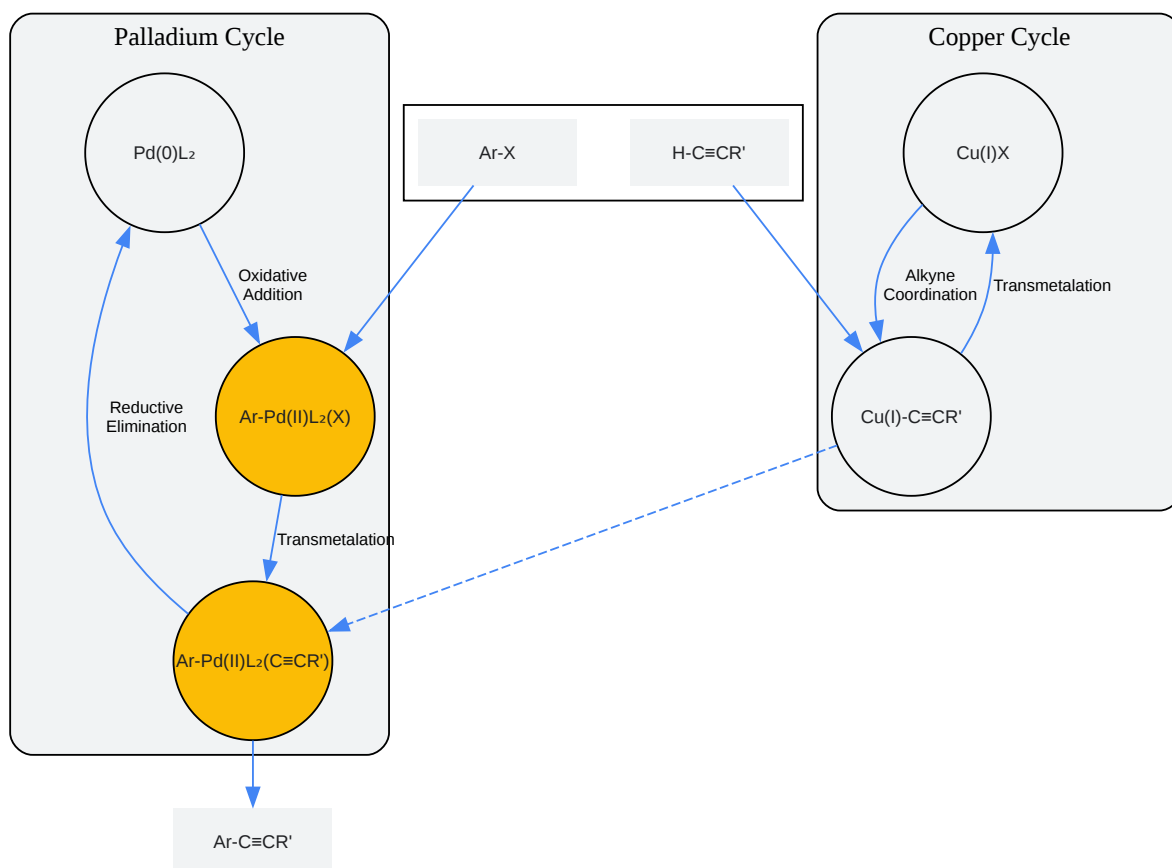 Palladium Cycle
Copper Cycle
Pd(0)L₂
Ar-X
H-C≡CR'
Cu(I)X
Oxidative
Addition
Alkyne
Coordination
Transmetalation
Reductive
Elimination
Ar-Pd(II)L₂(X)
Cu(I)-C≡CR'
Transmetalation
Ar-Pd(II)L₂(C≡CR')
Ar-C≡CR'